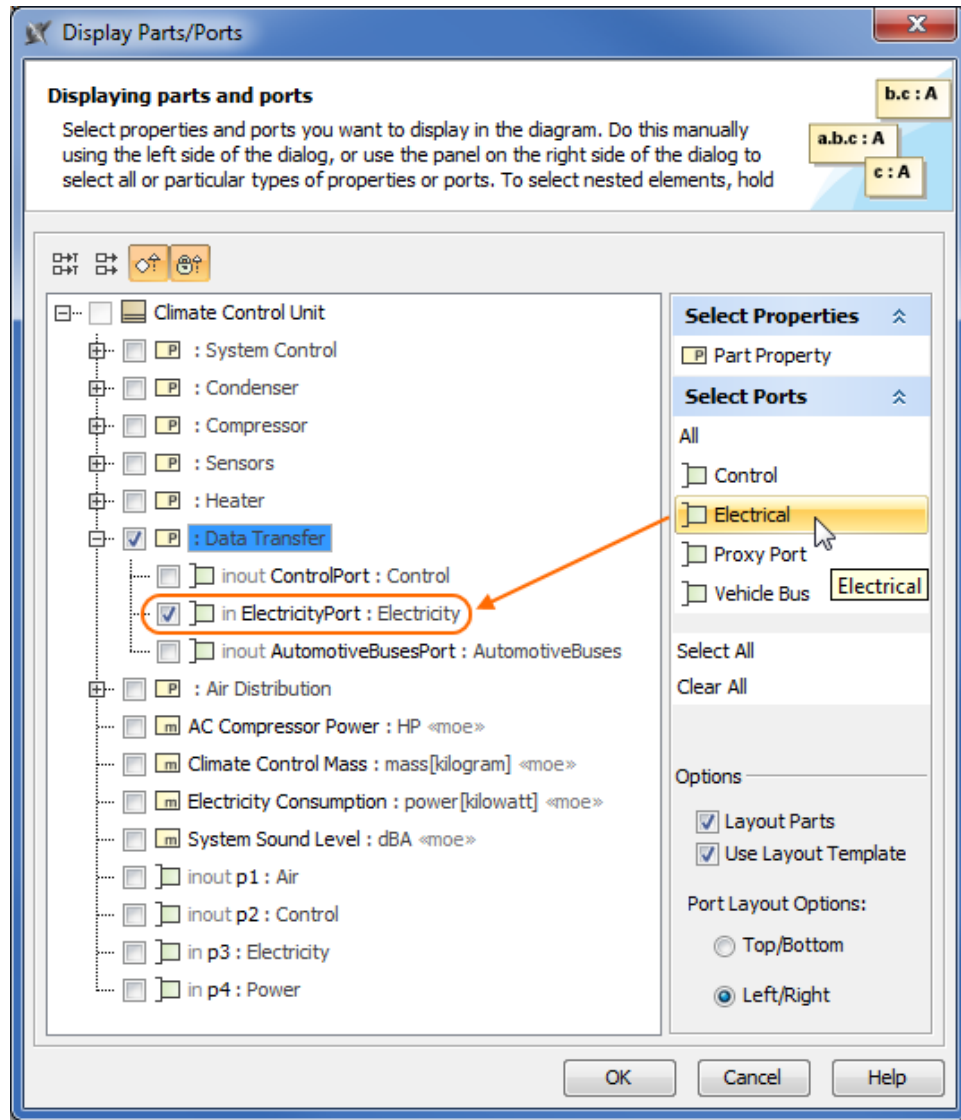 Display Parts/Ports
Displaying parts and ports
Select properties and ports you want to display in the diagram. Do this manually
using the left side of the dialog, or use the panel on the right side of the dialog to
select all or particular types of properties or ports. To select nested elements, hold
b.c : A
a.b.c : A
c : A
Climate Control Unit
P : System Control
P : Condenser
P : Compressor
P : Sensors
P : Heater
P : Data Transfer
inout ControlPort : Control
in ElectricityPort : Electricity
inout AutomotiveBusesPort : AutomotiveBuses
P : Air Distribution
m AC Compressor Power : HP «moe»
m Climate Control Mass : mass[kilogram] «moe»
m Electricity Consumption : power[kilowatt] «moe»
m System Sound Level : dBA «moe»
inout p1 : Air
inout p2 : Control
in p3 : Electricity
in p4 : Power
Select Properties
P Part Property
Select Ports
All
Control
Electrical
Proxy Port
Vehicle Bus
Electrical
Select All
Clear All
Options
Layout Parts
Use Layout Template
Port Layout Options:
Top/Bottom
Left/Right
OK
Cancel
Help